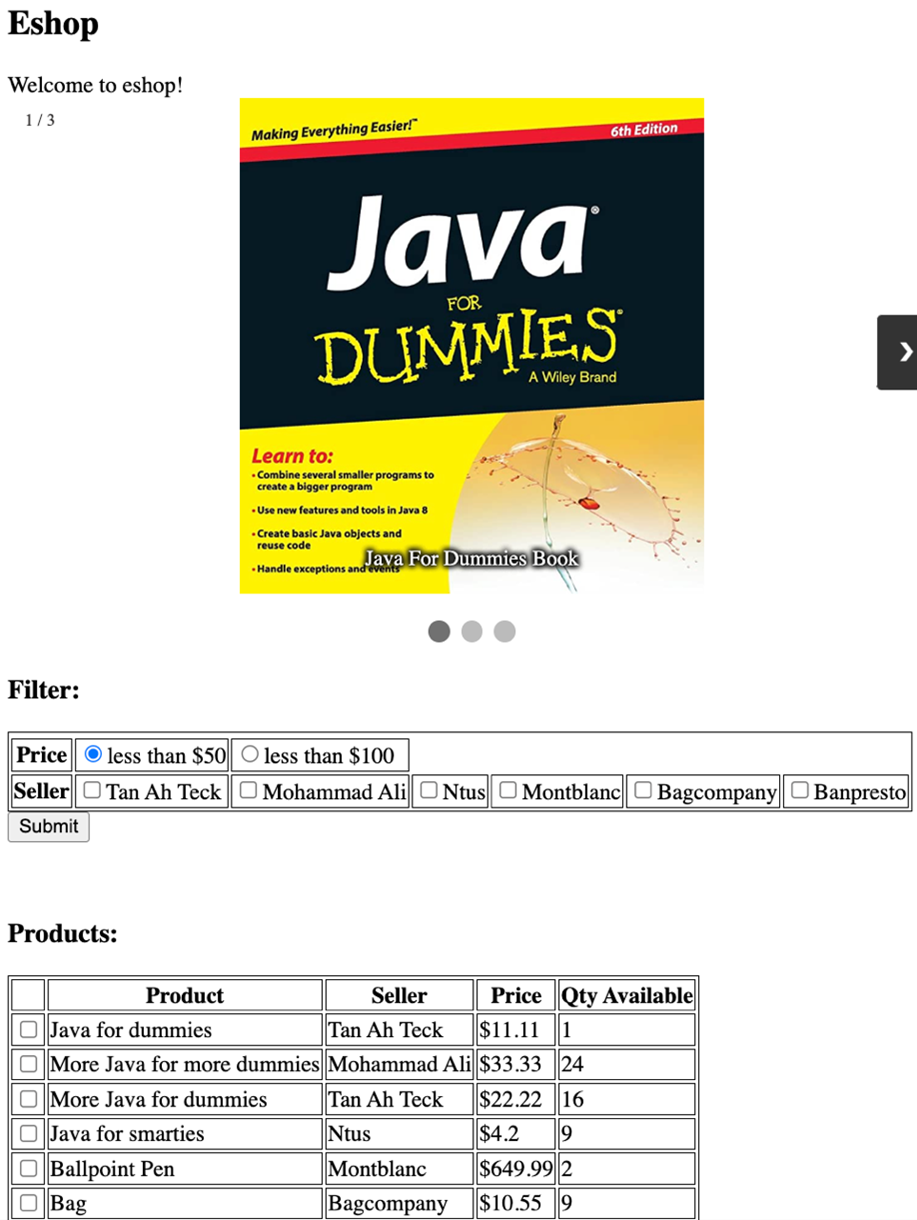 Eshop
Welcome to eshop!
1 / 3
Making Everything Easier!™
6th Edition
Java®
FOR
DUMMIES®
A Wiley Brand
Learn to:
• Combine several smaller programs to
create a bigger program
• Use new features and tools in Java 8
• Create basic Java objects and
reuse code
• Handle exceptions and events
Java For Dummies Book
❯
Filter:
Price less than $50 less than $100
Seller Tan Ah Teck Mohammad Ali Ntus Montblanc Bagcompany Banpresto
Submit
Products:
Product Seller Price Qty Available
Java for dummies Tan Ah Teck $11.11 1
More Java for more dummies Mohammad Ali $33.33 24
More Java for dummies Tan Ah Teck $22.22 16
Java for smarties Ntus $4.2 9
Ballpoint Pen Montblanc $649.99 2
Bag Bagcompany $10.55 9